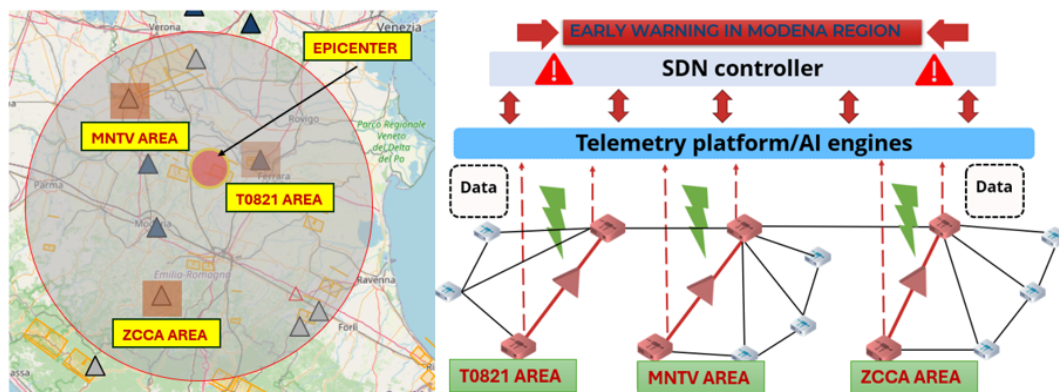 Verona
Venezia
EPICENTER
Rovigo
MNTV AREA
Parco Regionale
Veneto
del Delta
del Po
Parma
Ferrara
T0821 AREA
Modena
Emilia-Romagna
Ravenna
ZCCA AREA
Forlì
assa
EARLY WARNING IN MODENA REGION
SDN controller
Telemetry platform/AI engines
Data
Data
T0821 AREA
MNTV AREA
ZCCA AREA